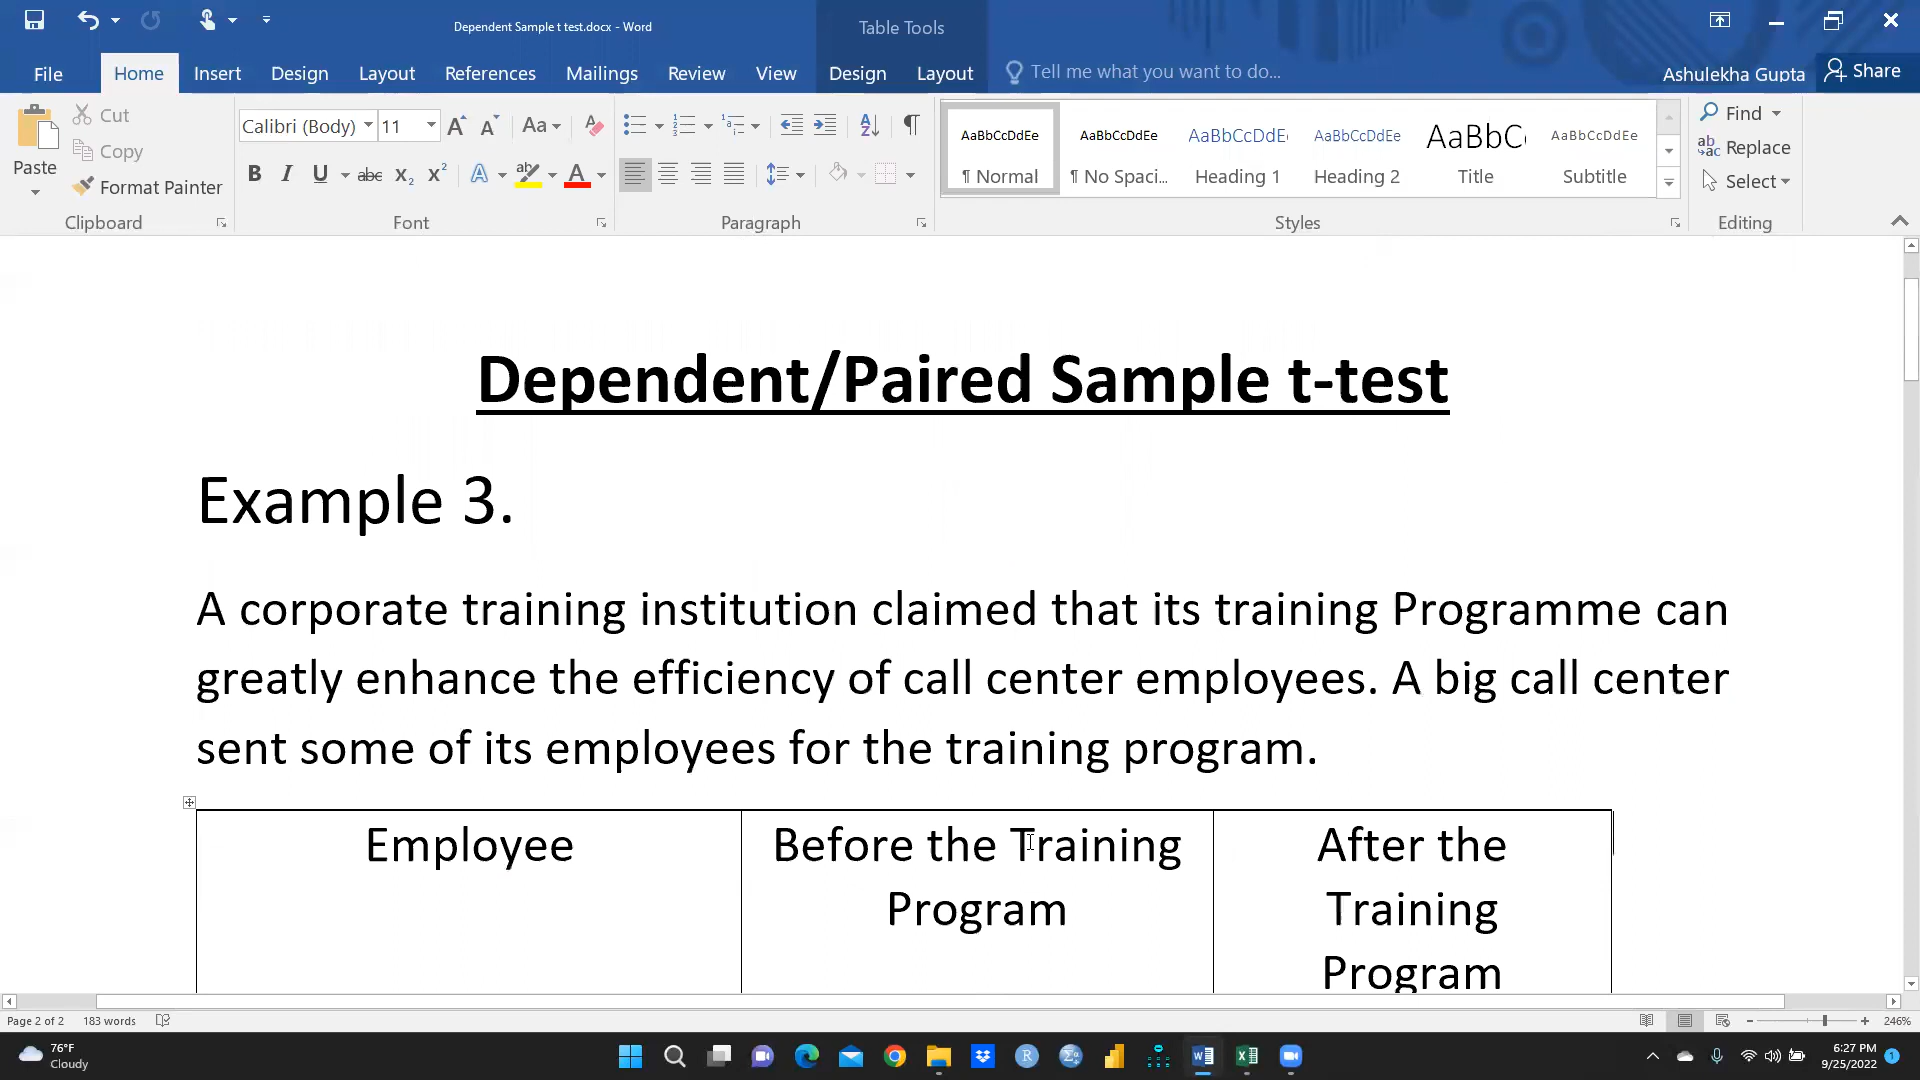 Dependent Sample t test.docx - Word
Table Tools
File Home Insert Design Layout References Mailings Review View Design Layout Tell me what you want to do... Ashulekha Gupta Share
Paste
Cut
Copy
Format Painter
Clipboard
Calibri (Body) 11
Aa
B I U abc X₂ X²
A ab A
Font
Paragraph
AaBbCcDdEe AaBbCcDdEe AaBbCcDdE AaBbCcDdEe AaBbC AaBbCcDdEe
¶ Normal ¶ No Spaci... Heading 1 Heading 2 Title Subtitle
Styles
Find
Replace
Select
Editing
Dependent/Paired Sample t-test
Example 3.
A corporate training institution claimed that its training Programme can
greatly enhance the efficiency of call center employees. A big call center
sent some of its employees for the training program.
Employee
Before the Training
Program
After the
Training
Program
Page 2 of 2 183 words
246%
76°F
Cloudy
6:27 PM
9/25/2022
1